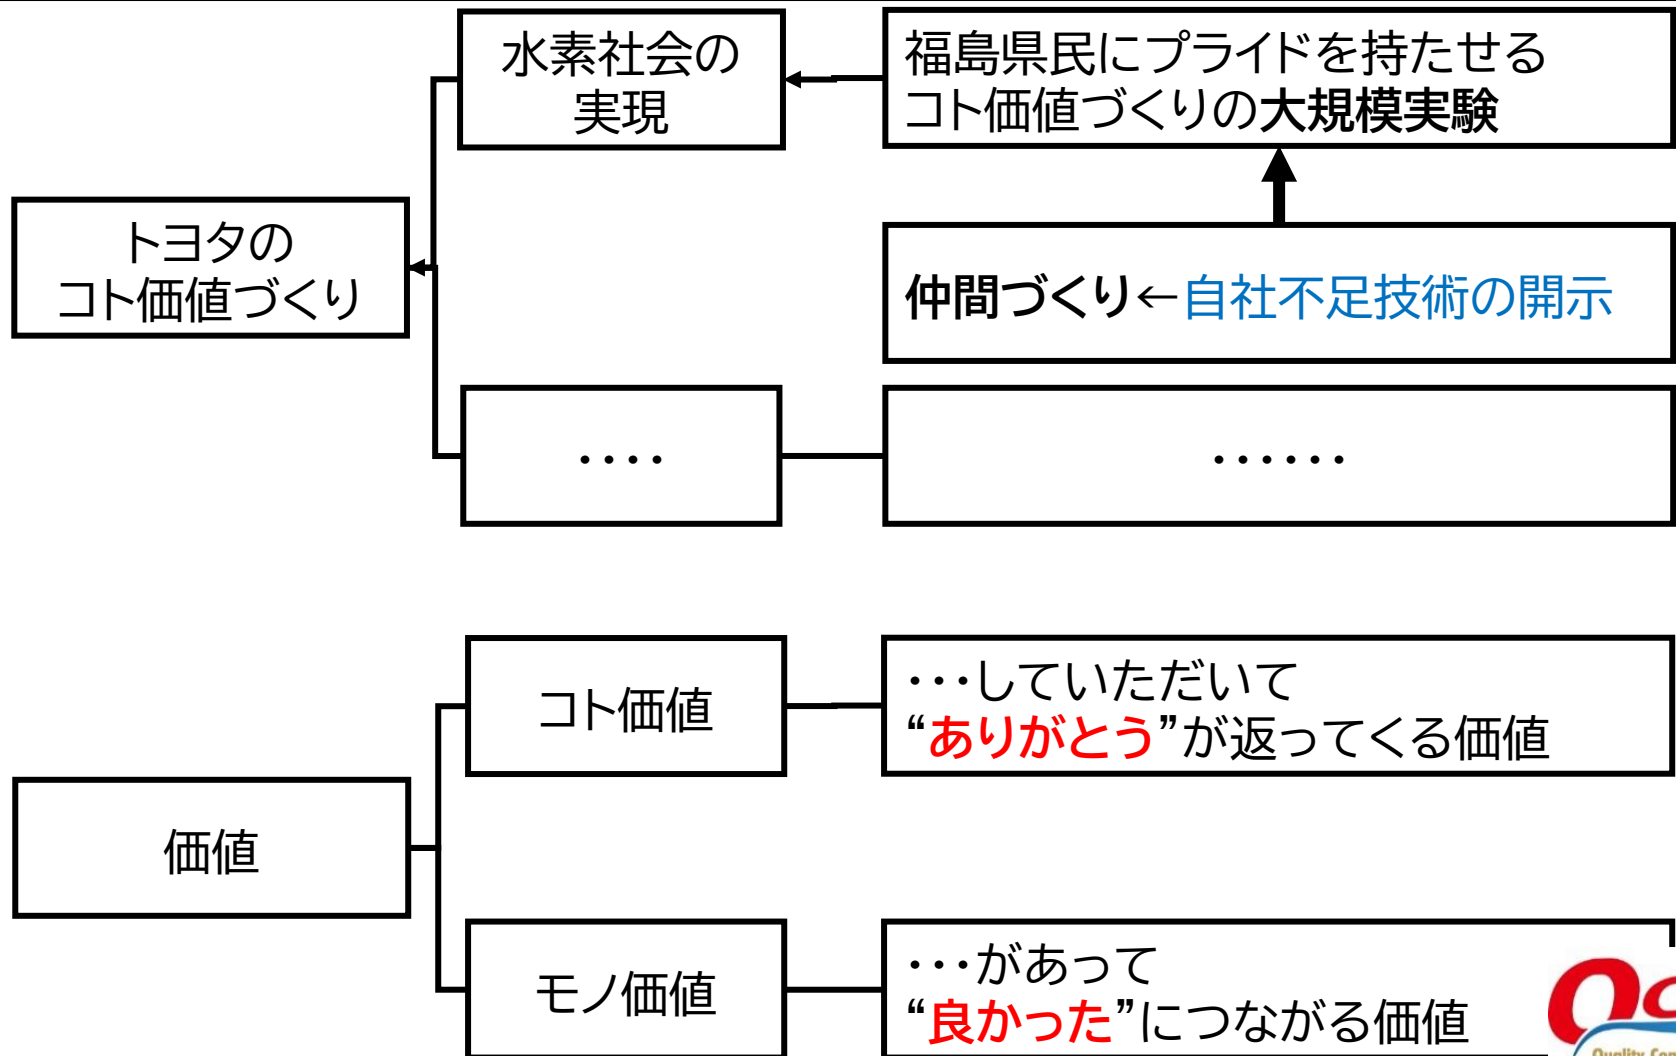 水素社会の
実現
福島県民にプライドを持たせる
コト価値づくりの大規模実験
トヨタの
コト価値づくり
仲間づくり←自社不足技術の開示
････
･･････
コト価値
･･･していただいて
“ありがとう”が返ってくる価値
価値
モノ価値
･･･があって
“良かった”につながる価値
Quality